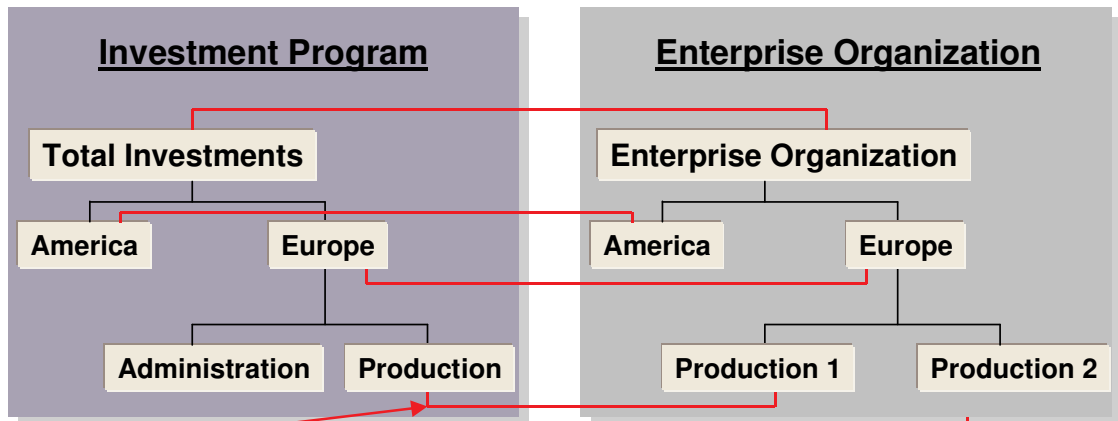 Investment Program
Enterprise Organization
Total Investments
Enterprise Organization
America
Europe
America
Europe
Administration
Production
Production 1
Production 2